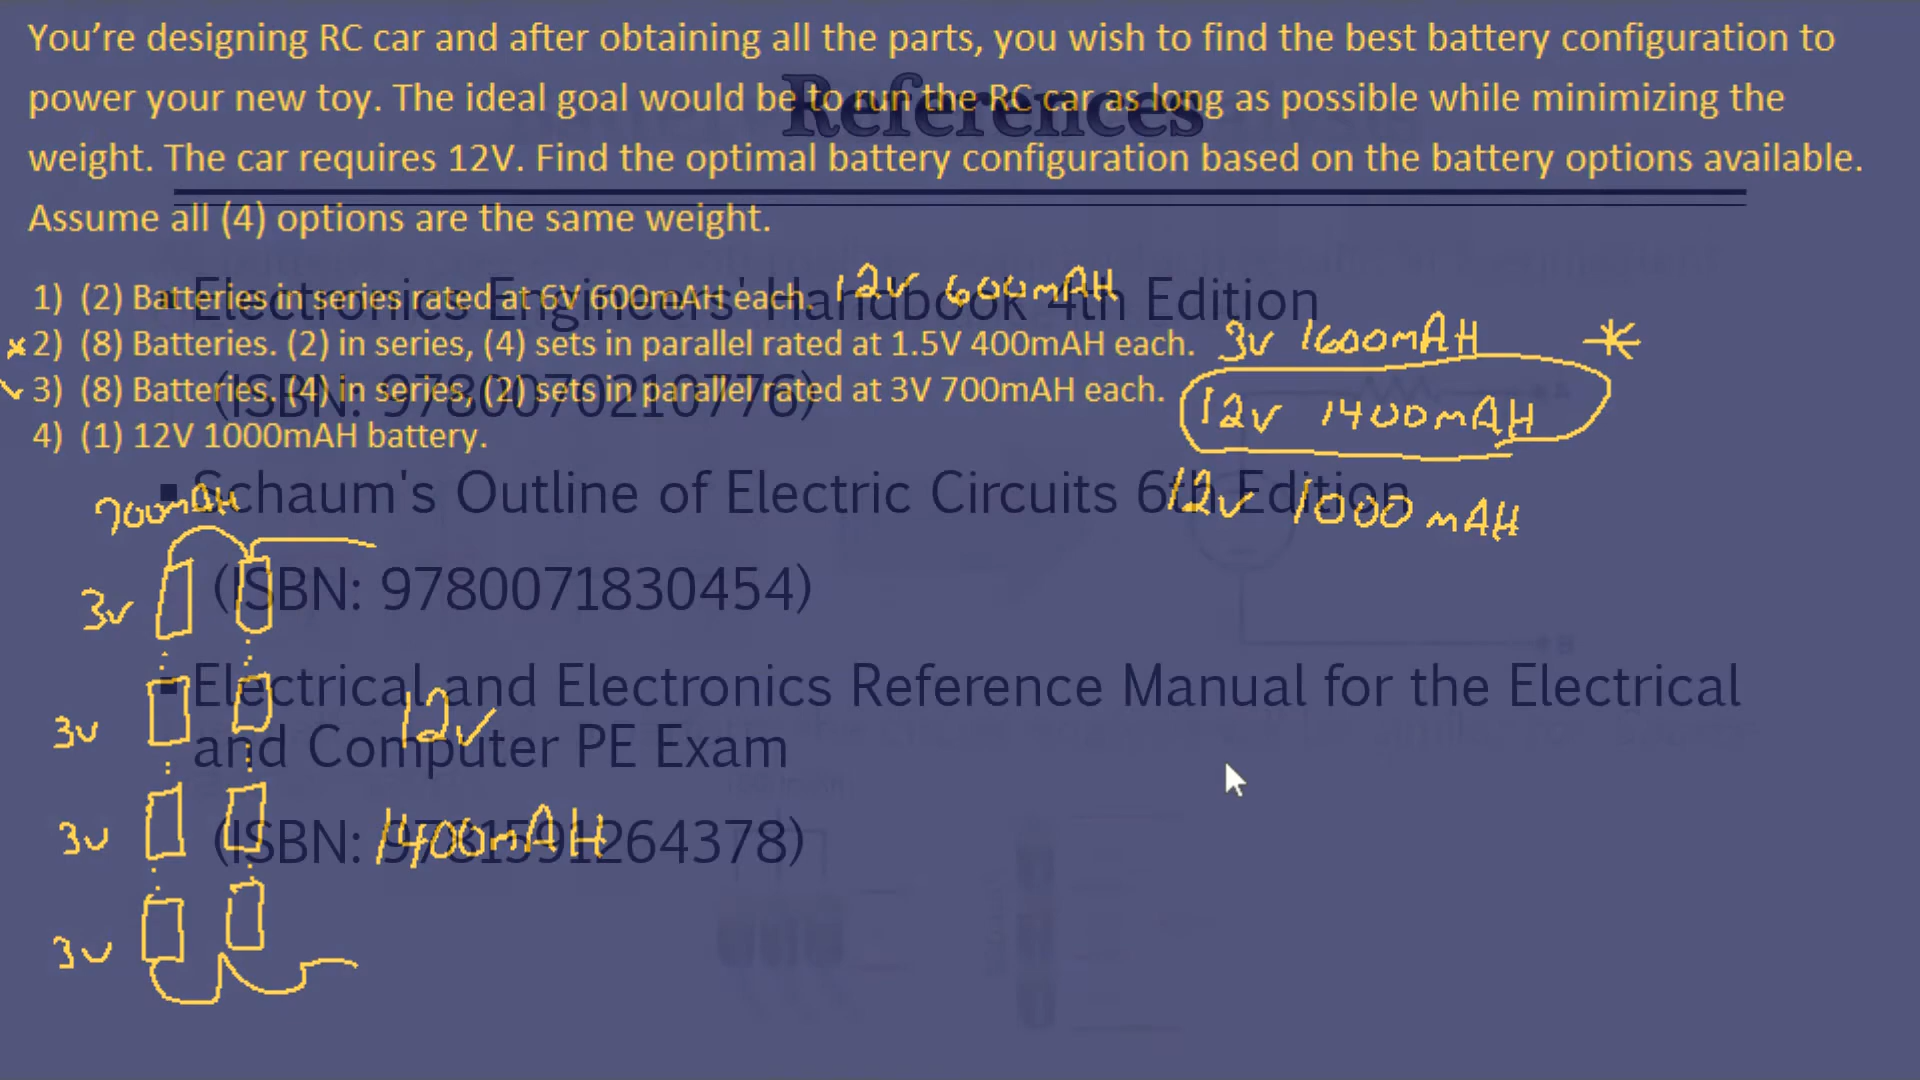 You’re designing RC car and after obtaining all the parts, you wish to find the best battery configuration to
power your new toy. The ideal goal would be to run the RC car as long as possible while minimizing the
References
weight. The car requires 12V. Find the optimal battery configuration based on the battery options available.
Assume all (4) options are the same weight.
1) (2) Batteries in series rated at 6V 600mAH each. 12V 600mAH
▪ Electronics Engineers' Handbook 4th Edition
x 2) (8) Batteries. (2) in series, (4) sets in parallel rated at 1.5V 400mAH each. 3V 1600mAH *
✓ 3) (8) Batteries. (4) in series, (2) sets in parallel rated at 3V 700mAH each. 12V 1400mAH
(ISBN: 9780070210776)
4) (1) 12V 1000mAH battery. 12V 1000mAH
▪ Schaum's Outline of Electric Circuits 6th Edition
700mAH
(ISBN: 9780071830454)
3V
▪ Electrical and Electronics Reference Manual for the Electrical
3V 12V
and Computer PE Exam
3V 1400mAH
(ISBN: 9781591264378)
3V